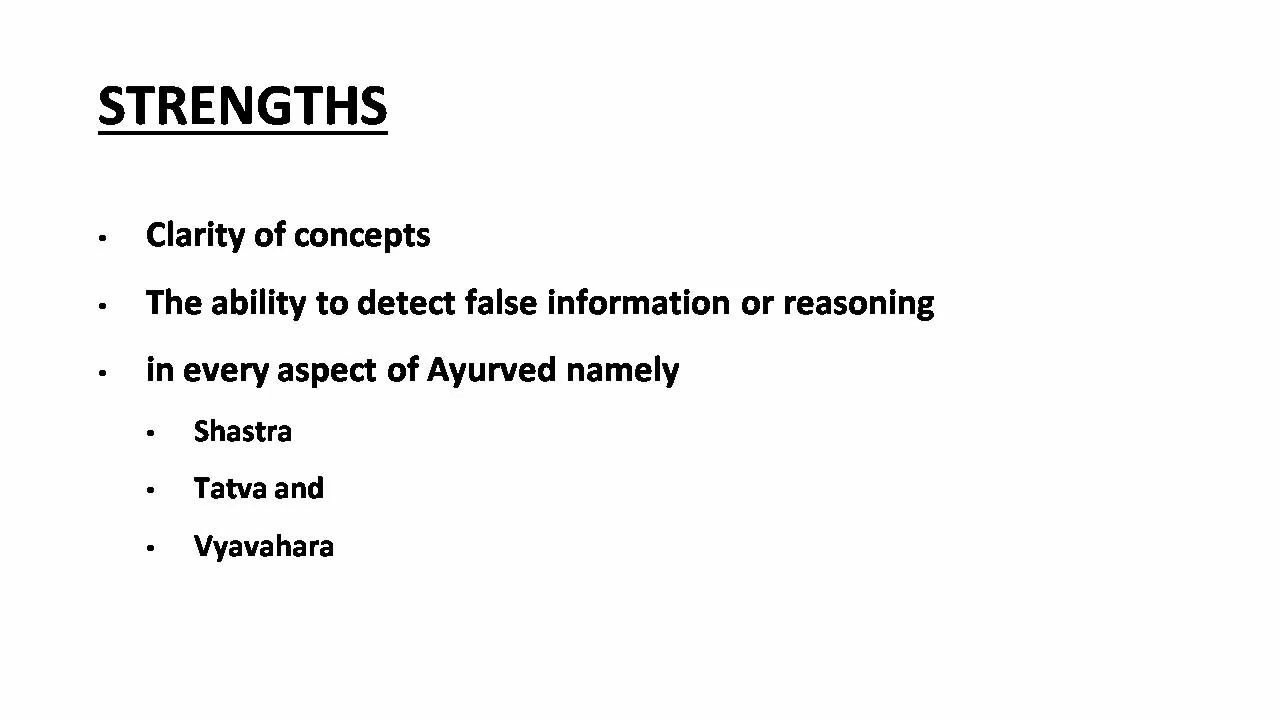 STRENGTHS
• Clarity of concepts
• The ability to detect false information or reasoning
• in every aspect of Ayurved namely
• Shastra
• Tatva and
• Vyavahara